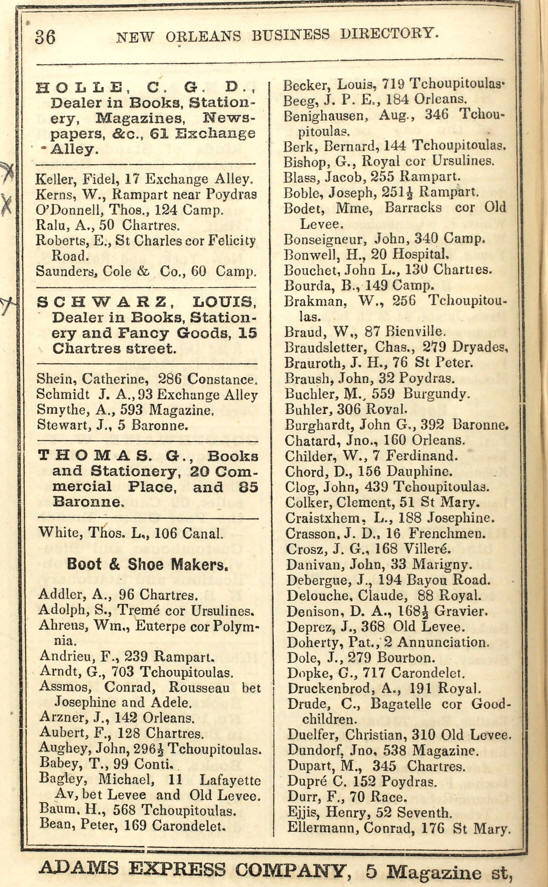 36 NEW ORLEANS BUSINESS DIRECTORY.
HOLLE, C. G. D.,
Dealer in Books, Station-
ery, Magazines, News-
papers, &c., 61 Exchange
Alley.
Keller, Fidel, 17 Exchange Alley.
Kerns, W., Rampart near Poydras
O'Donnell, Thos., 124 Camp.
Ralu, A., 50 Chartres.
Roberts, E., St Charles cor Felicity
Road.
Saunders, Cole & Co., 60 Camp.
SCHWARZ, LOUIS,
Dealer in Books, Station-
ery and Fancy Goods, 15
Chartres street.
Shein, Catherine, 286 Constance.
Schmidt J. A., 93 Exchange Alley
Smythe, A., 593 Magazine.
Stewart, J., 5 Baronne.
THOMAS. G., Books
and Stationery, 20 Com-
mercial Place, and 85
Baronne.
White, Thos. L., 106 Canal.
Boot & Shoe Makers.
Addler, A., 96 Chartres.
Adolph, S., Tremé cor Ursulines.
Ahrens, Wm., Euterpe cor Polym-
nia.
Andrieu, F., 239 Rampart.
Arndt, G., 703 Tchoupitoulas.
Assmos, Conrad, Rousseau bet
Josephine and Adele.
Arzner, J., 142 Orleans.
Aubert, F., 128 Chartres.
Aughey, John, 296½ Tchoupitoulas.
Babey, T., 99 Conti.
Bagley, Michael, 11 Lafayette
Av, bet Levee and Old Levee.
Baum, H., 568 Tchoupitoulas.
Bean, Peter, 169 Carondelet.
Becker, Louis, 719 Tchoupitoulas.
Beeg, J. P. E., 184 Orleans.
Benighausen, Aug., 346 Tchou-
pitoulas.
Berk, Bernard, 144 Tchoupitoulas.
Bishop, G., Royal cor Ursulines.
Blass, Jacob, 255 Rampart.
Boble, Joseph, 251½ Rampart.
Bodet, Mme, Barracks cor Old
Levee.
Bonseigneur, John, 340 Camp.
Bonwell, H., 20 Hospital.
Bouchet, John L., 130 Chartres.
Bourda, B., 149 Camp.
Brakman, W., 256 Tchoupitou-
las.
Braud, W., 87 Bienville.
Braudsletter, Chas., 279 Dryades.
Brauroth, J. H., 76 St Peter.
Braush, John, 32 Poydras.
Buchler, M., 559 Burgundy.
Buhler, 306 Royal.
Burghardt, John G., 392 Baronne.
Chatard, Jno., 160 Orleans.
Childer, W., 7 Ferdinand.
Chord, D., 156 Dauphine.
Clog, John, 439 Tchoupitoulas.
Colker, Clement, 51 St Mary.
Craistxhem, L., 188 Josephine.
Crasson, J. D., 16 Frenchmen.
Crosz, J. G., 168 Villeré.
Danivan, John, 33 Marigny.
Debergue, J., 194 Bayou Road.
Delouche, Claude, 88 Royal.
Denison, D. A., 168½ Gravier.
Deprez, J., 368 Old Levee.
Doherty, Pat., 2 Annunciation.
Dole, J., 279 Bourbon.
Dopke, G., 717 Carondelet.
Druckenbrod, A., 191 Royal.
Drude, C., Bagatelle cor Good-
children.
Duelfer, Christian, 310 Old Levee.
Dundorf, Jno, 538 Magazine.
Dupart, M., 345 Chartres.
Dupré C. 152 Poydras.
Durr, F., 70 Race.
Ejjis, Henry, 52 Seventh.
Ellermann, Conrad, 176 St Mary.
ADAMS EXPRESS COMPANY, 5 Magazine st,